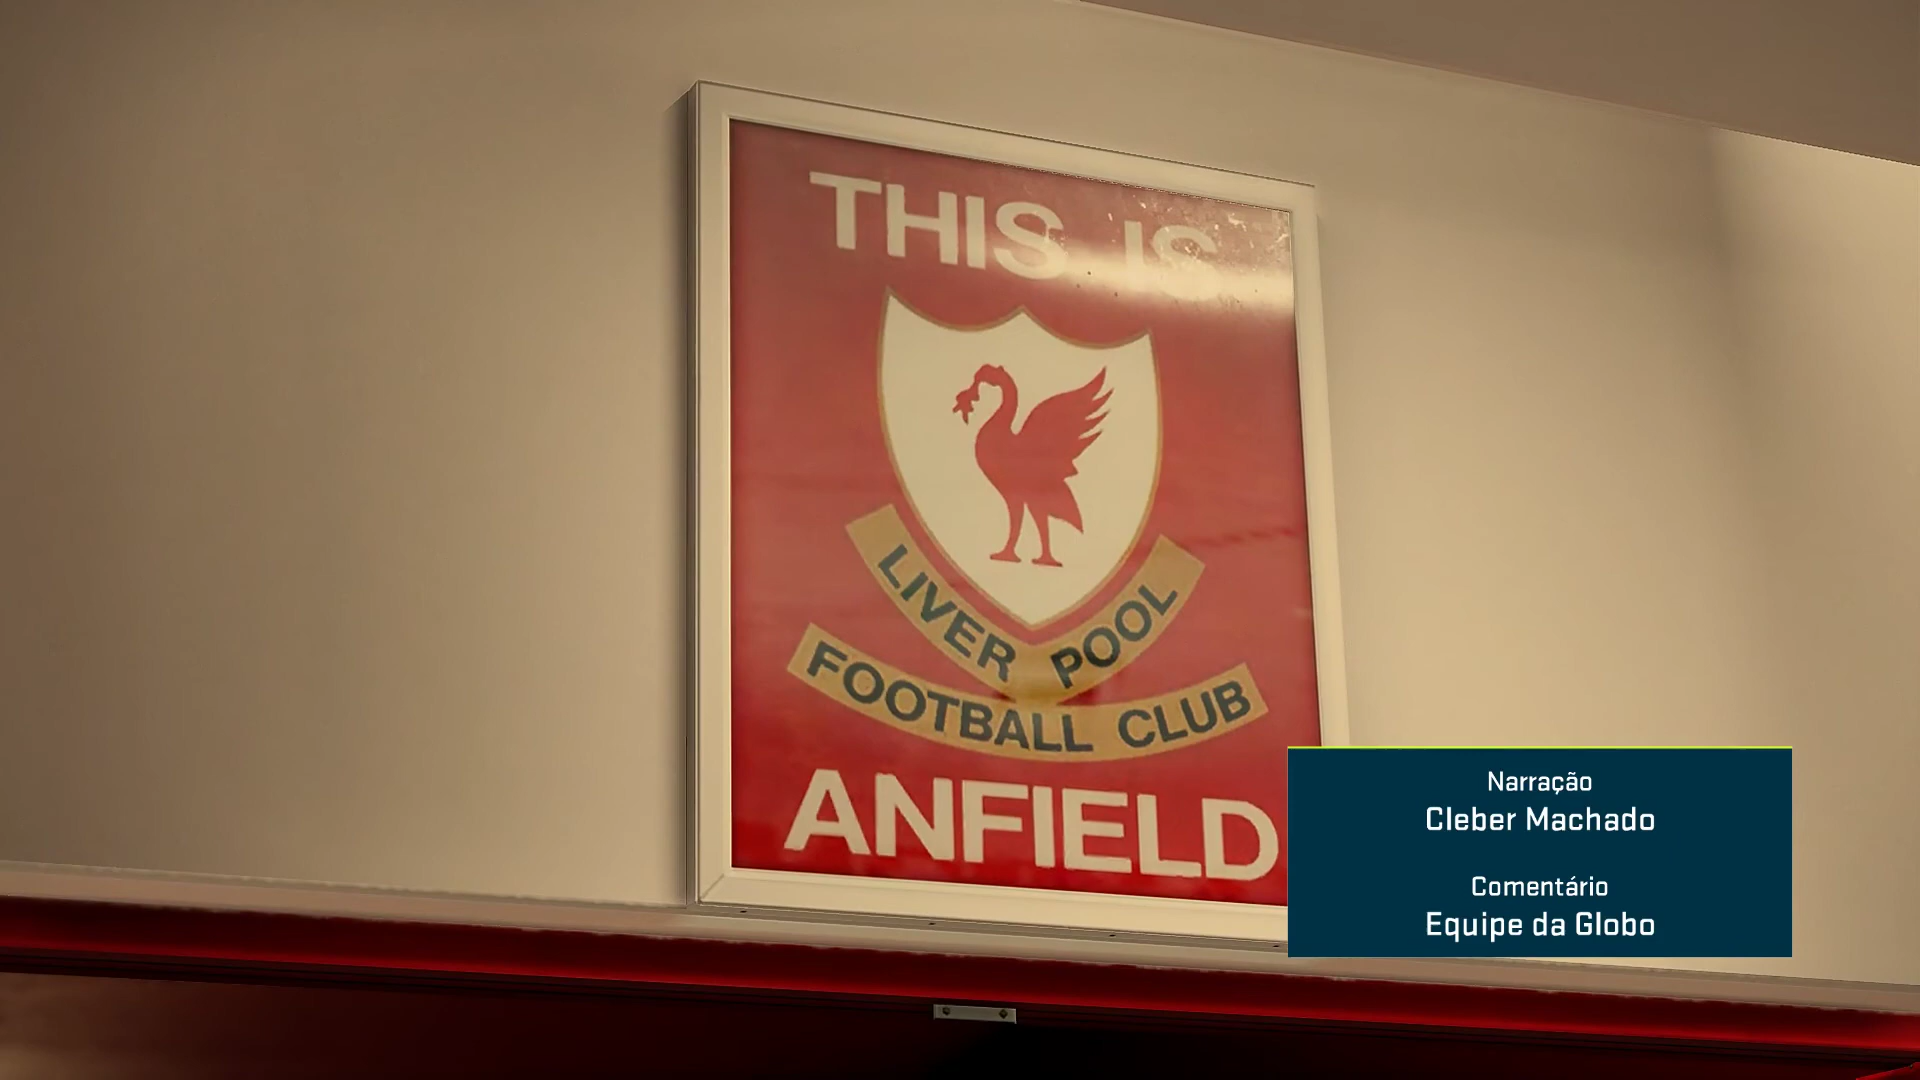 THIS IS
LIVER POOL
FOOTBALL CLUB
ANFIELD
Narração
Cleber Machado
Comentário
Equipe da Globo